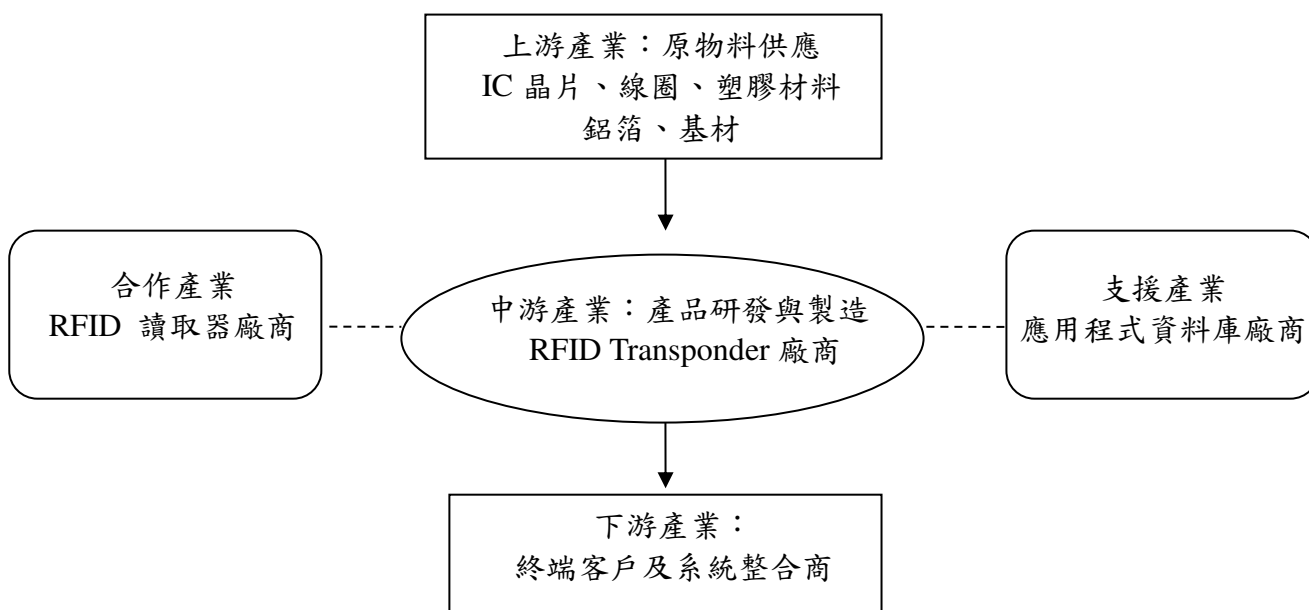 上游產業：原物料供應
IC 晶片、線圈、塑膠材料
鋁箔、基材
合作產業
RFID 讀取器廠商
中游產業：產品研發與製造
RFID Transponder 廠商
支援產業
應用程式資料庫廠商
下游產業：
終端客戶及系統整合商